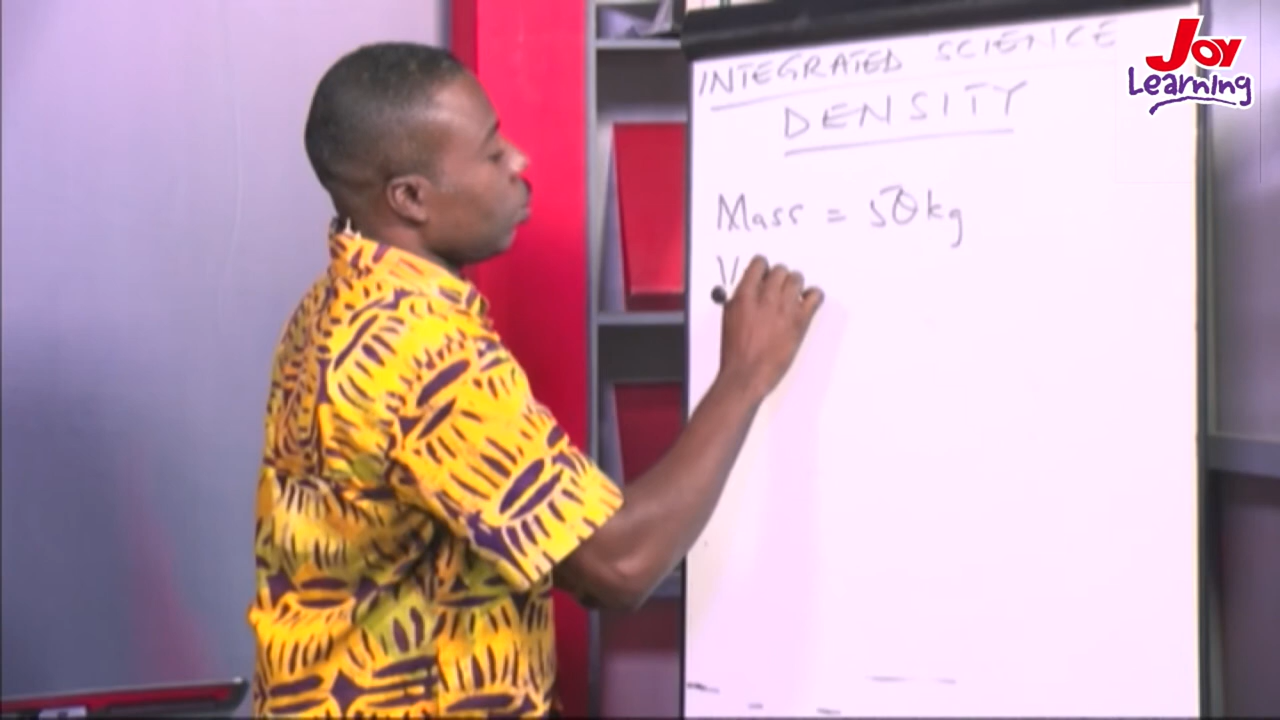 Joy
Learning
INTEGRATED SCIENCE
DENSITY
Mass = 50kg
V